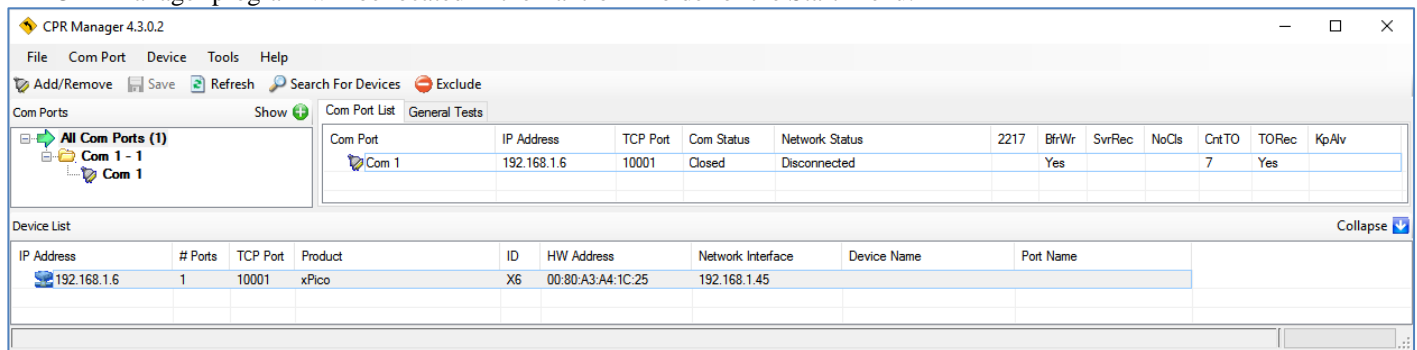 CPR Manager 4.3.0.2
File Com Port Device Tools Help
Add/Remove Save Refresh Search For Devices Exclude
Com Ports Show Com Port List General Tests
All Com Ports (1)
Com 1 - 1
Com 1
Com Port IP Address TCP Port Com Status Network Status 2217 BfrWr SvrRec NoCls CntTO TORec KpAlv
Com 1 192.168.1.6 10001 Closed Disconnected Yes 7 Yes
Device List Collapse
IP Address # Ports TCP Port Product ID HW Address Network Interface Device Name Port Name
192.168.1.6 1 10001 xPico X6 00:80:A3:A4:1C:25 192.168.1.45